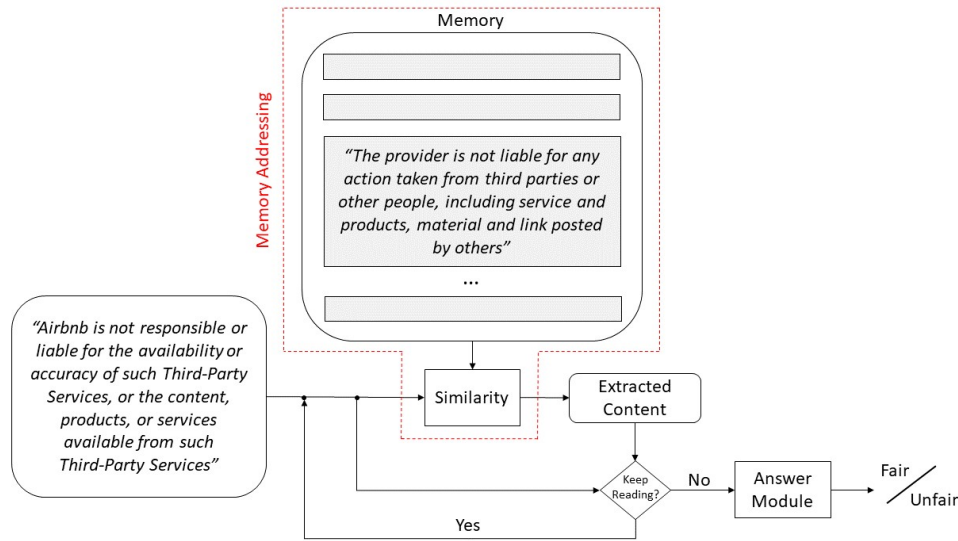 Memory
Memory Addressing
“The provider is not liable for any
action taken from third parties or
other people, including service and
products, material and link posted
by others”
...
“Airbnb is not responsible or
liable for the availability or
accuracy of such Third-Party
Services, or the content,
products, or services
available from such
Third-Party Services”
Similarity
Extracted
Content
Keep
Reading?
No
Yes
Answer
Module
Fair
Unfair